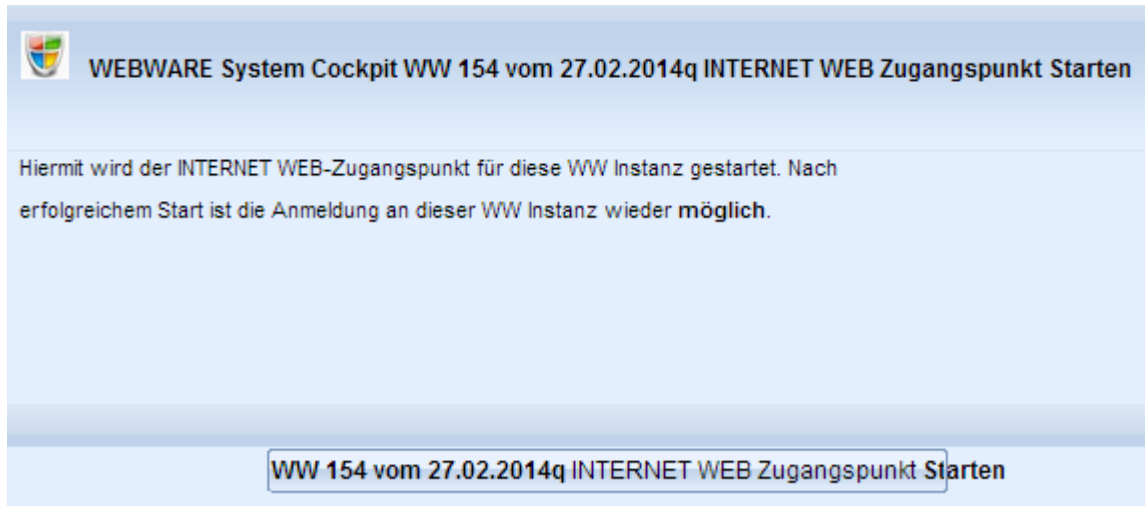 WEBWARE System Cockpit WW 154 vom 27.02.2014q INTERNET WEB Zugangspunkt Starten
Hiermit wird der INTERNET WEB-Zugangspunkt für diese WW Instanz gestartet. Nach
erfolgreichem Start ist die Anmeldung an dieser WW Instanz wieder möglich.
WW 154 vom 27.02.2014q INTERNET WEB Zugangspunkt Starten